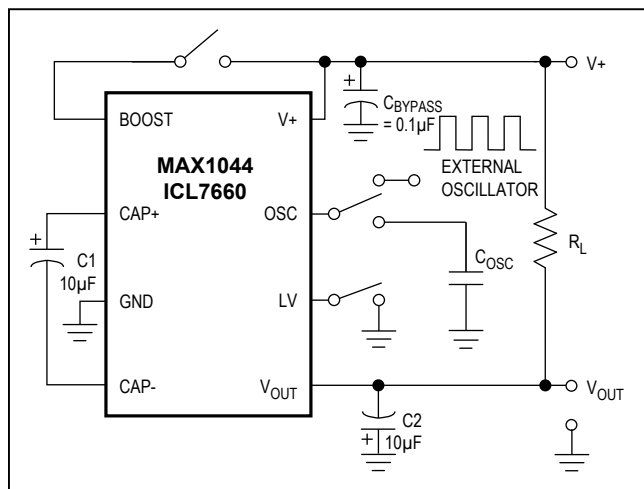 V+
BOOST
V+
+
CBYPASS
= 0.1µF
MAX1044
ICL7660
EXTERNAL
OSCILLATOR
CAP+
OSC
+
C1
10µF
COSC
RL
GND
LV
CAP-
VOUT
VOUT
C2
+
10µF